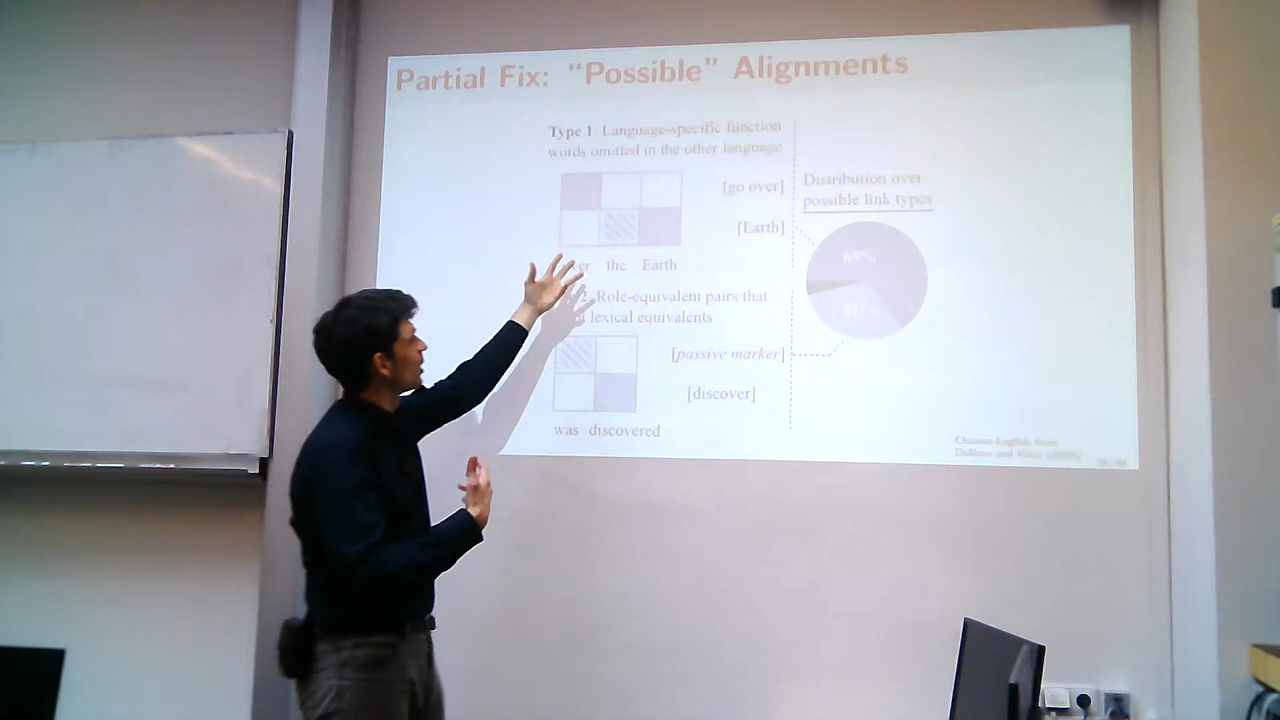 Partial Fix: “Possible” Alignments
Type 1 Language-specific function
words omitted in the other language
[go over]
[Earth]
the Earth
Role-equivalent pairs that
lexical equivalents
[passive marker]
[discover]
was discovered
Distribution over
possible link types
65%